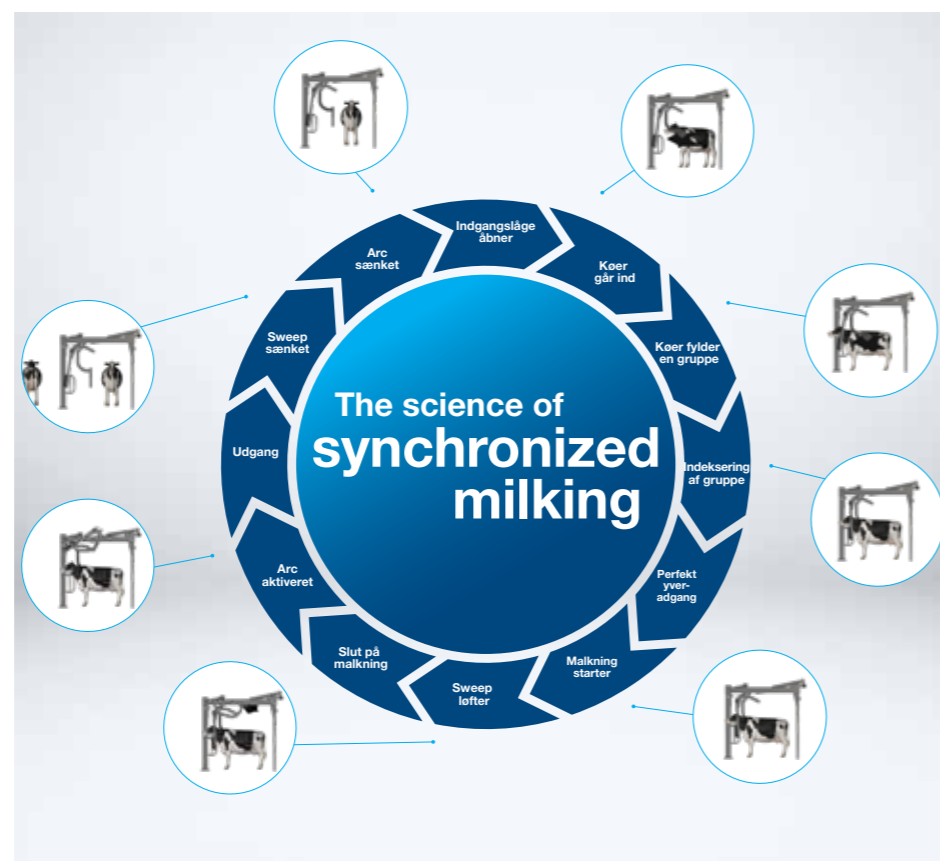 Indgangslåge
åbner
Køer
går ind
Køer fylder
en gruppe
Indeksering
af gruppe
Perfekt
yver-
adgang
Malkning
starter
Sweep
løfter
Slut på
malkning
Arc
aktiveret
Udgang
Sweep
sænket
Arc
sænket
The science of
synchronized
milking